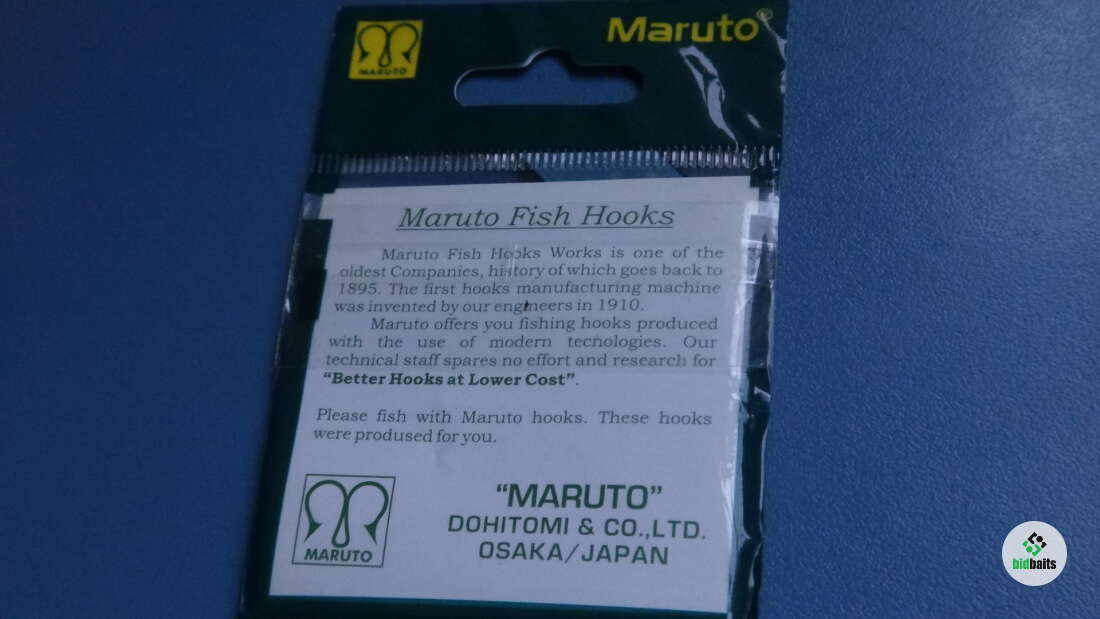 MARUTO
Maruto®
Maruto Fish Hooks
Maruto Fish Hooks Works is one of the
oldest Companies, history of which goes back to
1895. The first hooks manufacturing machine
was invented by our engineers in 1910.
Maruto offers you fishing hooks produced
with the use of modern tecnologies. Our
technical staff spares no effort and research for
“Better Hooks at Lower Cost”.
Please fish with Maruto hooks. These hooks
were prodused for you.
MARUTO
“MARUTO”
DOHITOMI & CO.,LTD.
OSAKA/JAPAN
bidbaits